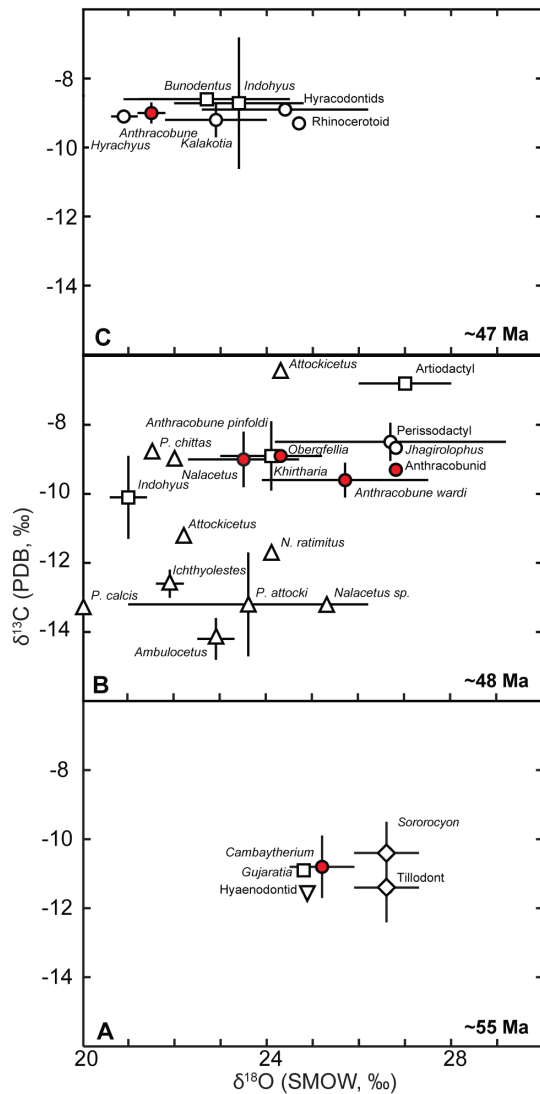 -8
-10
-12
-14
Bunodentus
Indohyus
Hyracodontids
Rhinocerotoid
Anthracobune
Hyrachyus
Kalakotia
C
~47 Ma
δ¹³C (PDB, ‰)
-8
-10
-12
-14
Attockicetus
Artiodactyl
Anthracobune pinfoldi
P. chittas
Perissodactyl
Obergfellia
Jhagirolophus
Nalacetus
Khirtharia
Anthracobunid
Indohyus
Anthracobune wardi
Attockicetus
N. ratimitus
Ichthyolestes
P. calcis
P. attocki
Nalacetus sp.
Ambulocetus
B
~48 Ma
-8
-10
-12
-14
Sororocyon
Cambaytherium
Gujaratia
Tillodont
Hyaenodontid
A
~55 Ma
20
24
28
δ¹⁸O (SMOW, ‰)